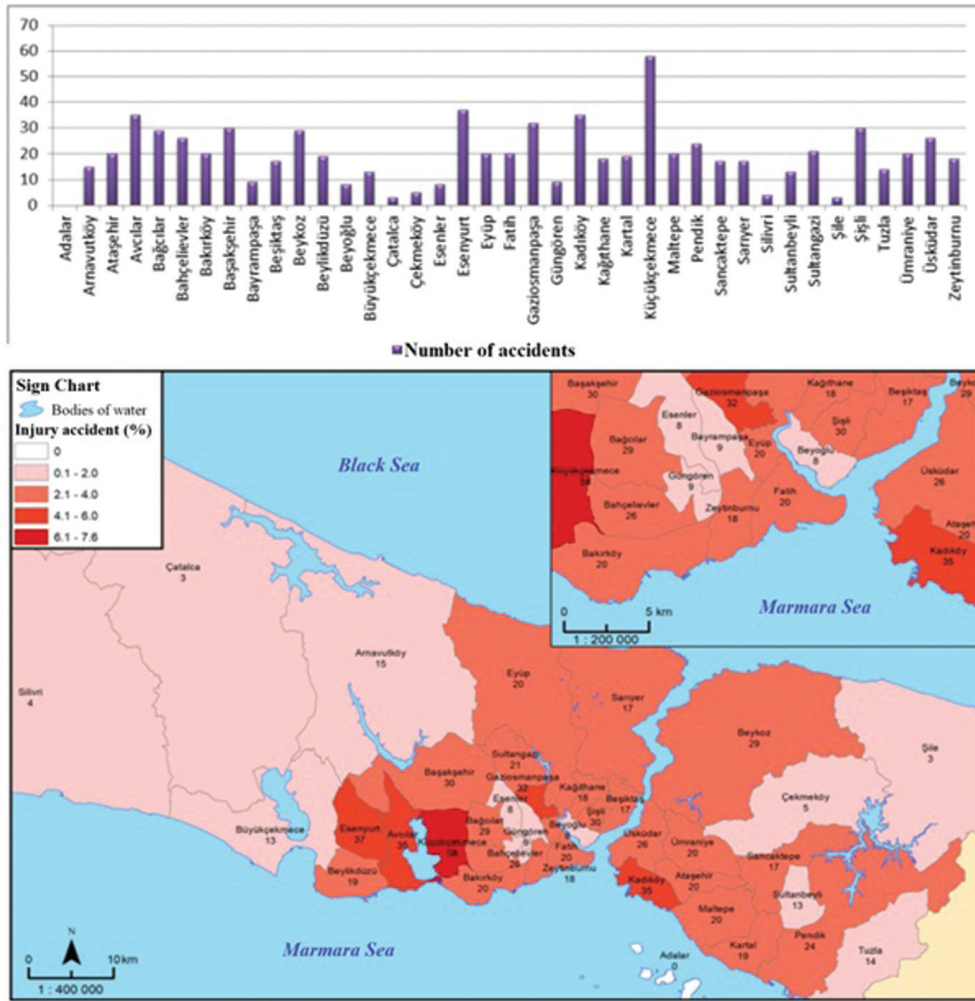 70
60
50
40
30
20
10
0
Adalar
Arnavutköy
Ataşehir
Avcılar
Bağcılar
Bahçelievler
Bakırköy
Başakşehir
Bayrampaşa
Beşiktaş
Beykoz
Beylikdüzü
Beyoğlu
Büyükçekmece
Çatalca
Çekmeköy
Esenler
Esenyurt
Eyüp
Fatih
Gaziosmanpaşa
Güngören
Kadıköy
Kağıthane
Kartal
Küçükçekmece
Maltepe
Pendik
Sancaktepe
Sarıyer
Silivri
Sultanbeyli
Sultangazi
Şile
Şişli
Tuzla
Ümraniye
Üsküdar
Zeytinburnu
Number of accidents
Sign Chart
Bodies of water
Injury accident (%)
0
0.1 - 2.0
2.1 - 4.0
4.1 - 6.0
6.1 - 7.6
Başakşehir
30
Gaziosmanpaşa
32
Kağıthane
18
Beşiktaş
17
Beykoz
29
Esenler
8
Bayrampaşa
9
Eyüp
20
Şişli
30
Beyoğlu
8
Bağcılar
29
Güngören
9
Bahçelievler
26
Zeytinburnu
18
Fatih
20
Üsküdar
26
Ataşehir
20
Kadıköy
35
Bakırköy
20
Marmara Sea
0
5 km
1 : 200 000
Black Sea
Çatalca
3
Arnavutköy
15
Silivri
4
Eyüp
20
Sarıyer
17
Beykoz
29
Şile
3
Sultangazi
21
Başakşehir
30
Gaziosmanpaşa
32
Kağıthane
18
Beşiktaş
17
Çekmeköy
5
Esenler
8
Şişli
30
Büyükçekmece
13
Esenyurt
37
Avcılar
35
Bağcılar
29
Güngören
9
Beyoğlu
Fatih
20
Üsküdar
26
Ümraniye
20
Sancaktepe
17
Beylikdüzü
19
Bahçelievler
26
Bakırköy
20
Zeytinburnu
18
Kadıköy
35
Ataşehir
20
Sultanbeyli
13
Maltepe
20
Kartal
19
Pendik
24
Tuzla
14
Adalar
0
Marmara Sea
N
0
10 km
1 : 400 000